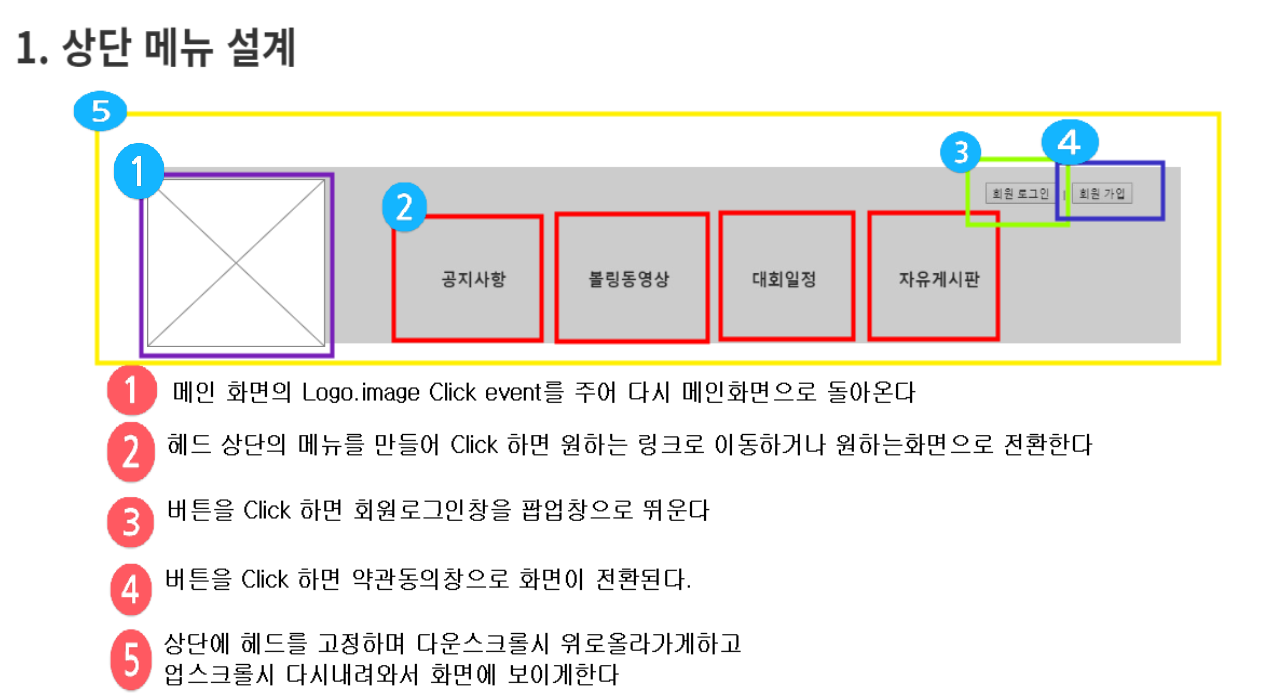 1. 상단 메뉴 설계
5
1
2
3
4
회원 로그인 | 회원 가입
공지사항
볼링동영상
대회일정
자유게시판
1 메인 화면의 Logo.image Click event를 주어 다시 메인화면으로 돌아온다
2 헤드 상단의 메뉴를 만들어 Click 하면 원하는 링크로 이동하거나 원하는화면으로 전환한다
3 버튼을 Click 하면 회원로그인창을 팝업창으로 뛰운다
4 버튼을 Click 하면 약관동의창으로 화면이 전환된다.
5 상단에 헤드를 고정하며 다운스크롤시 위로올라가게하고
업스크롤시 다시내려와서 화면에 보이게한다